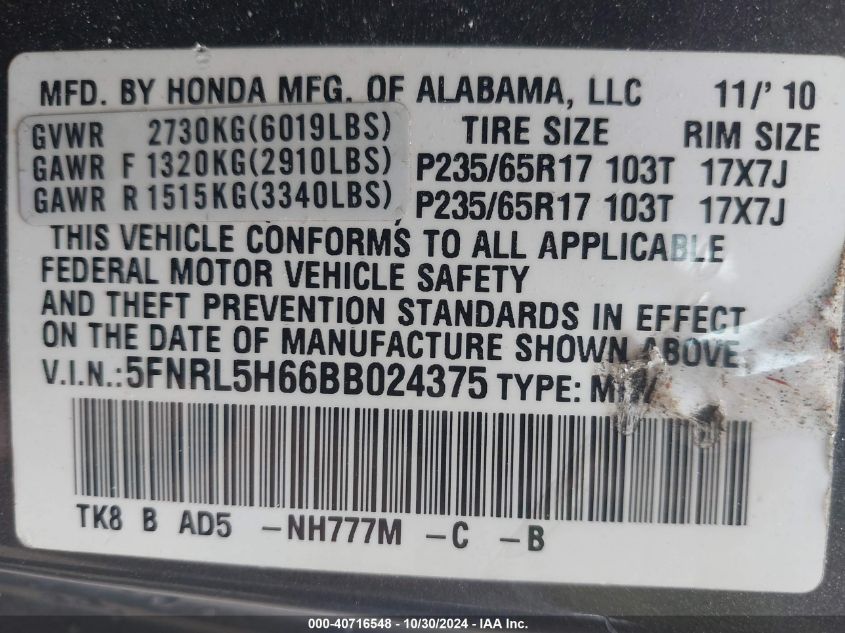 MFD. BY HONDA MFG. OF ALABAMA, LLC 11/'10
GVWR 2730KG(6019LBS) TIRE SIZE RIM SIZE
GAWR F 1320KG(2910LBS) P235/65R17 103T 17X7J
GAWR R 1515KG(3340LBS) P235/65R17 103T 17X7J
THIS VEHICLE CONFORMS TO ALL APPLICABLE
FEDERAL MOTOR VEHICLE SAFETY
AND THEFT PREVENTION STANDARDS IN EFFECT
ON THE DATE OF MANUFACTURE SHOWN ABOVE.
V.I.N.:5FNRL5H66BB024375 TYPE:
TK8 B AD5 -NH777M -C -B
000-40716548 - 10/30/2024 - IAA Inc.